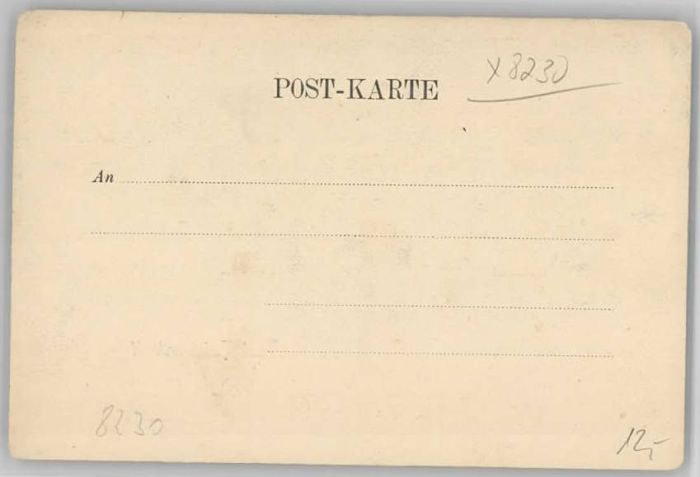 X8230
POST-KARTE
An
8230
12,-